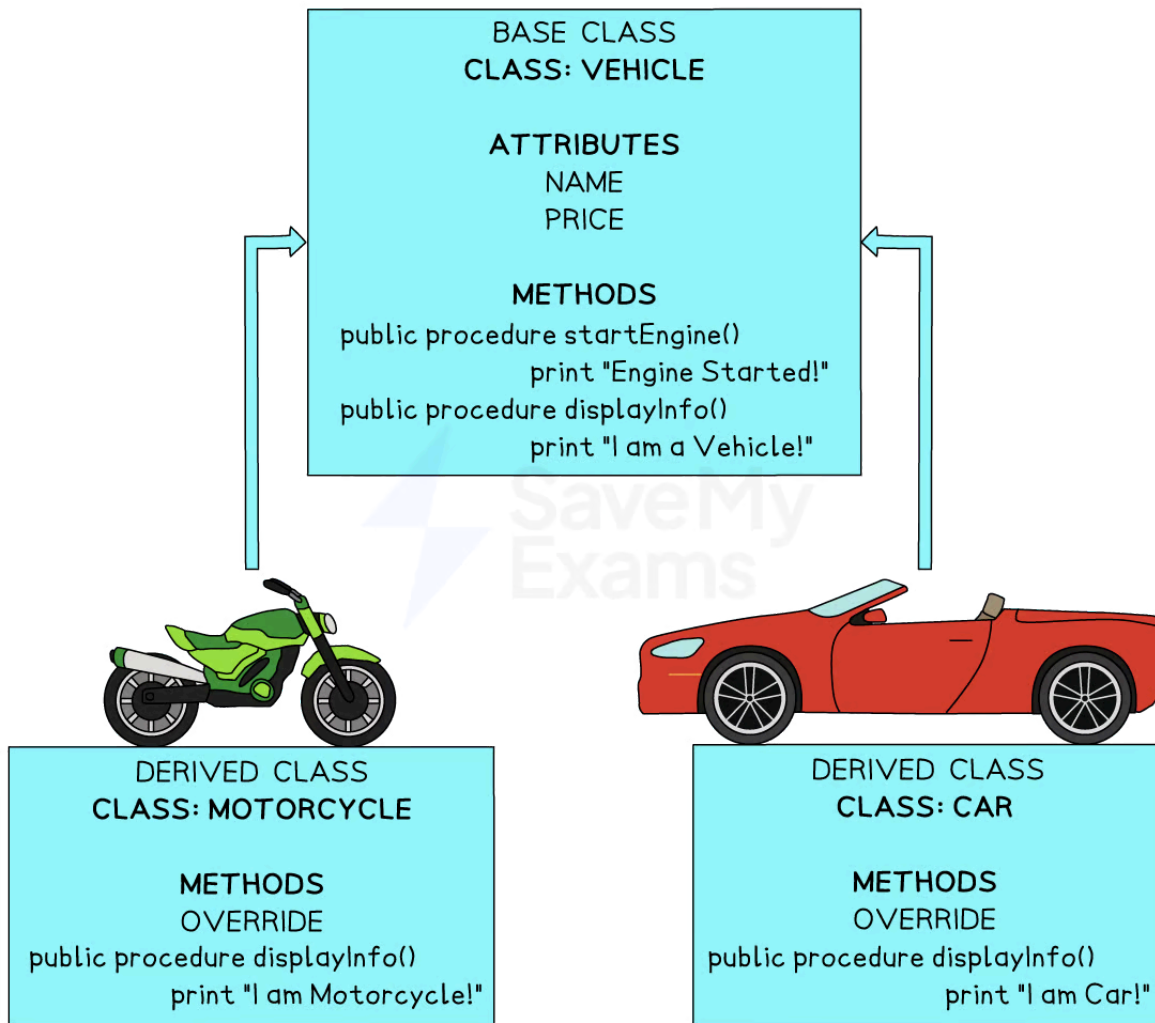 BASE CLASS
CLASS: VEHICLE
ATTRIBUTES
NAME
PRICE
METHODS
public procedure startEngine()
print "Engine Started!"
public procedure displayInfo()
print "I am a Vehicle!"
SaveMy
Exams
DERIVED CLASS
CLASS: MOTORCYCLE
METHODS
OVERRIDE
public procedure displayInfo()
print "I am Motorcycle!"
DERIVED CLASS
CLASS: CAR
METHODS
OVERRIDE
public procedure displayInfo()
print "I am Car!"